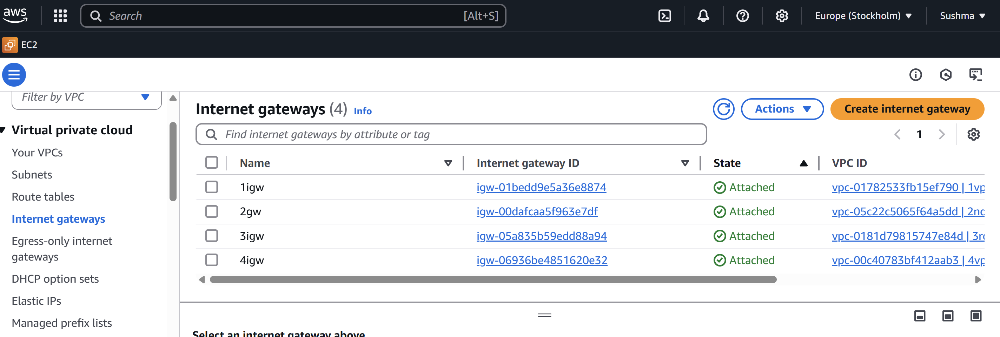 aws Search [Alt+S] Europe (Stockholm) Sushma
EC2
Filter by VPC
Virtual private cloud
Your VPCs
Subnets
Route tables
Internet gateways
Egress-only internet
gateways
DHCP option sets
Elastic IPs
Managed prefix lists
Internet gateways (4) Info Actions Create internet gateway
Find internet gateways by attribute or tag 1
Name Internet gateway ID State VPC ID
1igw igw-01bedd9e5a36e8874 Attached vpc-01782533fb15ef790 | 1vp
2gw igw-00dafcaa5f963e7df Attached vpc-05c22c5065f64a5dd | 2nd
3igw igw-05a835b59edd88a94 Attached vpc-0181d79815747e84d | 3rd
4igw igw-06936be4851620e32 Attached vpc-00c40783bf412aab3 | 4vp
Select an internet gateway above